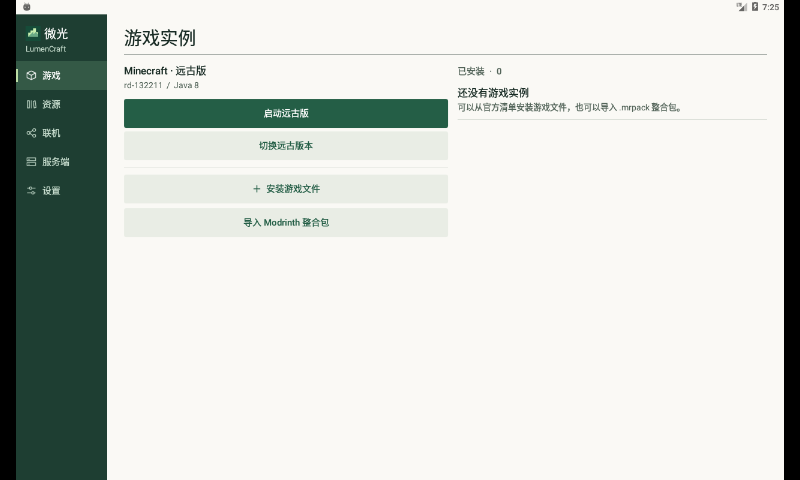 7:25
微光
LumenCraft
游戏
资源
联机
服务端
设置
游戏实例
Minecraft · 远古版
rd-132211 / Java 8
启动远古版
切换远古版本
+ 安装游戏文件
导入 Modrinth 整合包
已安装 · 0
还没有游戏实例
可以从官方清单安装游戏文件，也可以导入 .mrpack 整合包。